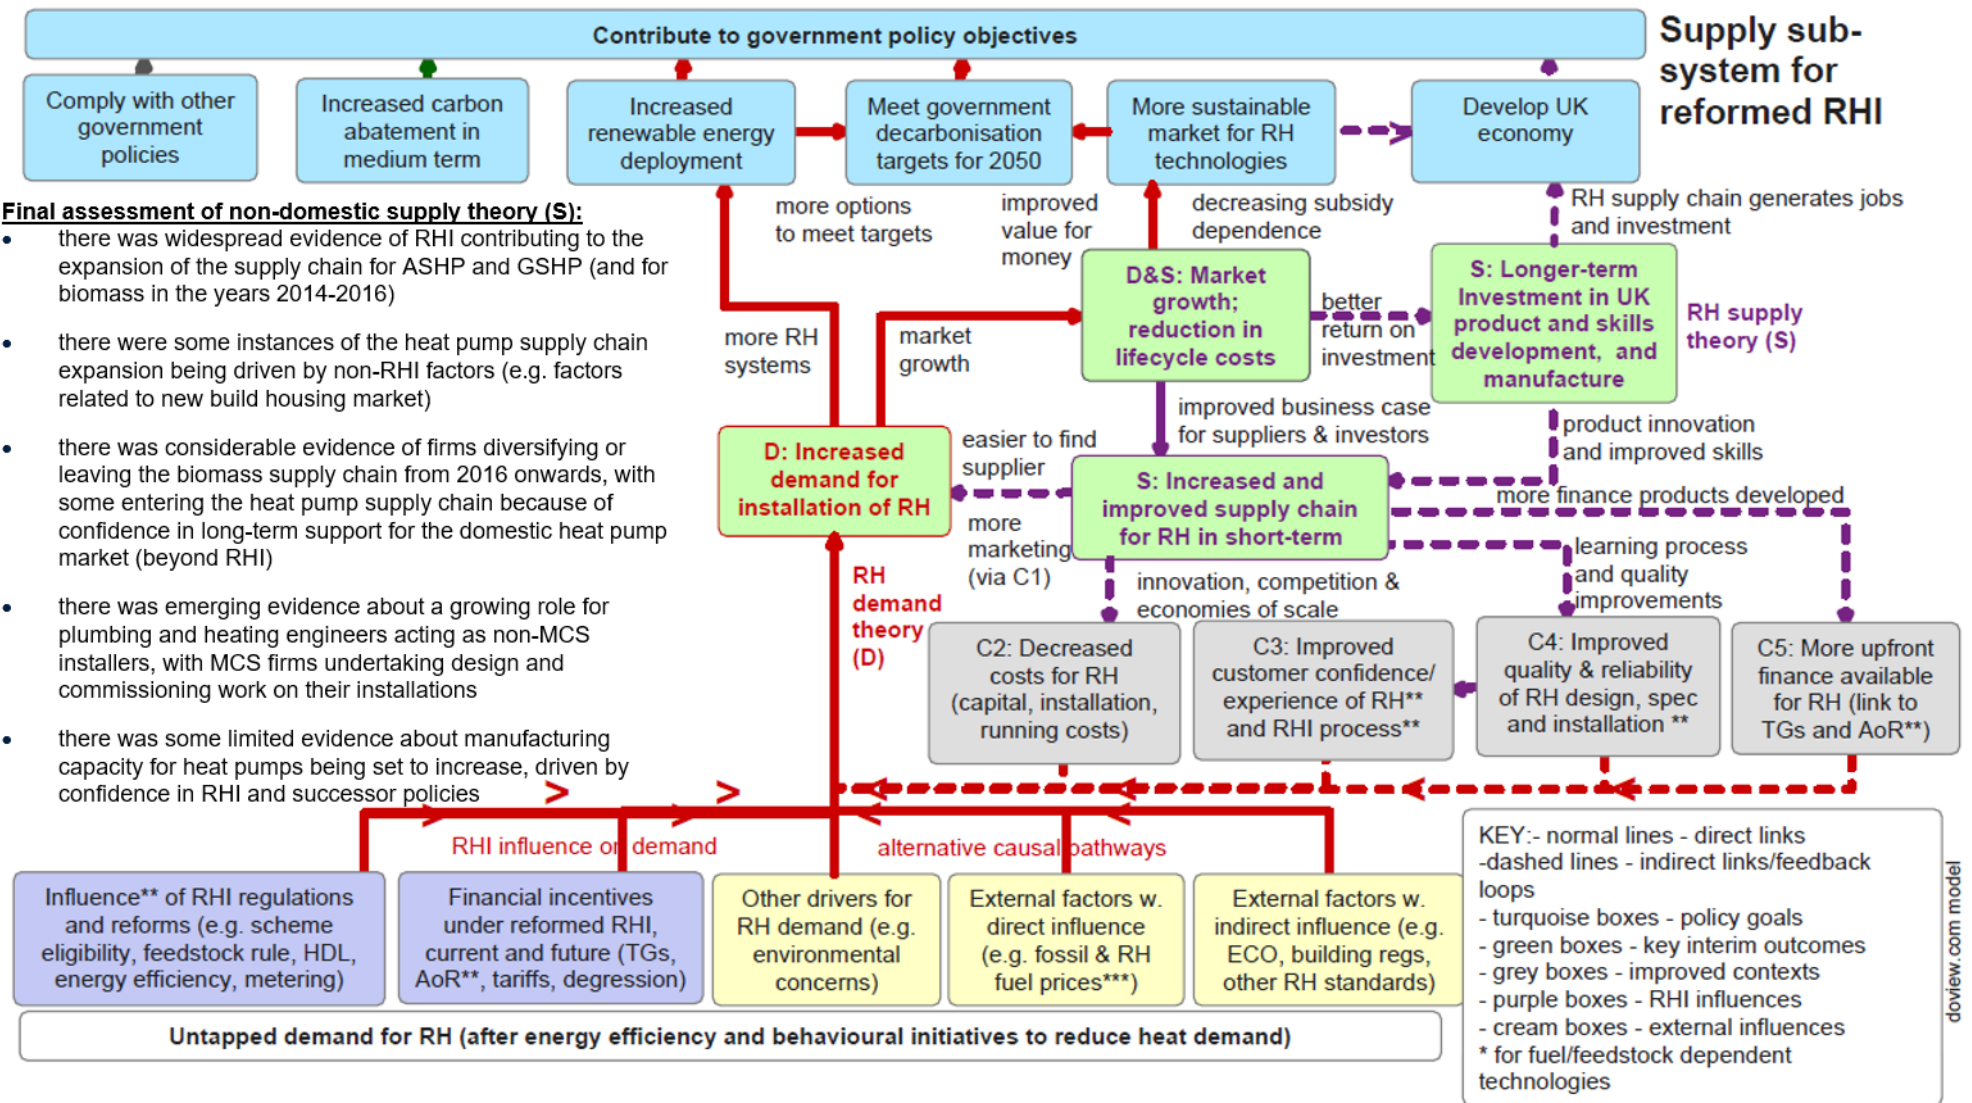 Contribute to government policy objectives
Supply sub-
system for
reformed RHI
Comply with other
government
policies
Increased carbon
abatement in
medium term
Increased
renewable energy
deployment
Meet government
decarbonisation
targets for 2050
More sustainable
market for RH
technologies
Develop UK
economy
more options
to meet targets
improved
value for
money
decreasing subsidy
dependence
RH supply chain generates jobs
and investment
Final assessment of non-domestic supply theory (S):
• there was widespread evidence of RHI contributing to the
expansion of the supply chain for ASHP and GSHP (and for
biomass in the years 2014-2016)
• there were some instances of the heat pump supply chain
expansion being driven by non-RHI factors (e.g. factors
related to new build housing market)
• there was considerable evidence of firms diversifying or
leaving the biomass supply chain from 2016 onwards, with
some entering the heat pump supply chain because of
confidence in long-term support for the domestic heat pump
market (beyond RHI)
• there was emerging evidence about a growing role for
plumbing and heating engineers acting as non-MCS
installers, with MCS firms undertaking design and
commissioning work on their installations
• there was some limited evidence about manufacturing
capacity for heat pumps being set to increase, driven by
confidence in RHI and successor policies
more RH
systems
market
growth
D&S: Market
growth;
reduction in
lifecycle costs
better
return on
investment
S: Longer-term
Investment in UK
product and skills
development, and
manufacture
RH supply
theory (S)
improved business case
for suppliers & investors
product innovation
and improved skills
D: Increased
demand for
installation of RH
easier to find
supplier
more
marketing
(via C1)
S: Increased and
improved supply chain
for RH in short-term
more finance products developed
learning process
and quality
improvements
innovation, competition &
economies of scale
RH
demand
theory
(D)
C2: Decreased
costs for RH
(capital, installation,
running costs)
C3: Improved
customer confidence/
experience of RH**
and RHI process**
C4: Improved
quality & reliability
of RH design, spec
and installation **
C5: More upfront
finance available
for RH (link to
TGs and AoR**)
RHI influence on demand
alternative causal pathways
Influence** of RHI regulations
and reforms (e.g. scheme
eligibility, feedstock rule, HDL,
energy efficiency, metering)
Financial incentives
under reformed RHI,
current and future (TGs,
AoR**, tariffs, degression)
Other drivers for
RH demand (e.g.
environmental
concerns)
External factors w.
direct influence
(e.g. fossil & RH
fuel prices***)
External factors w.
indirect influence (e.g.
ECO, building regs,
other RH standards)
Untapped demand for RH (after energy efficiency and behavioural initiatives to reduce heat demand)
KEY:- normal lines - direct links
-dashed lines - indirect links/feedback
loops
- turquoise boxes - policy goals
- green boxes - key interim outcomes
- grey boxes - improved contexts
- purple boxes - RHI influences
- cream boxes - external influences
* for fuel/feedstock dependent
technologies
doview.com model